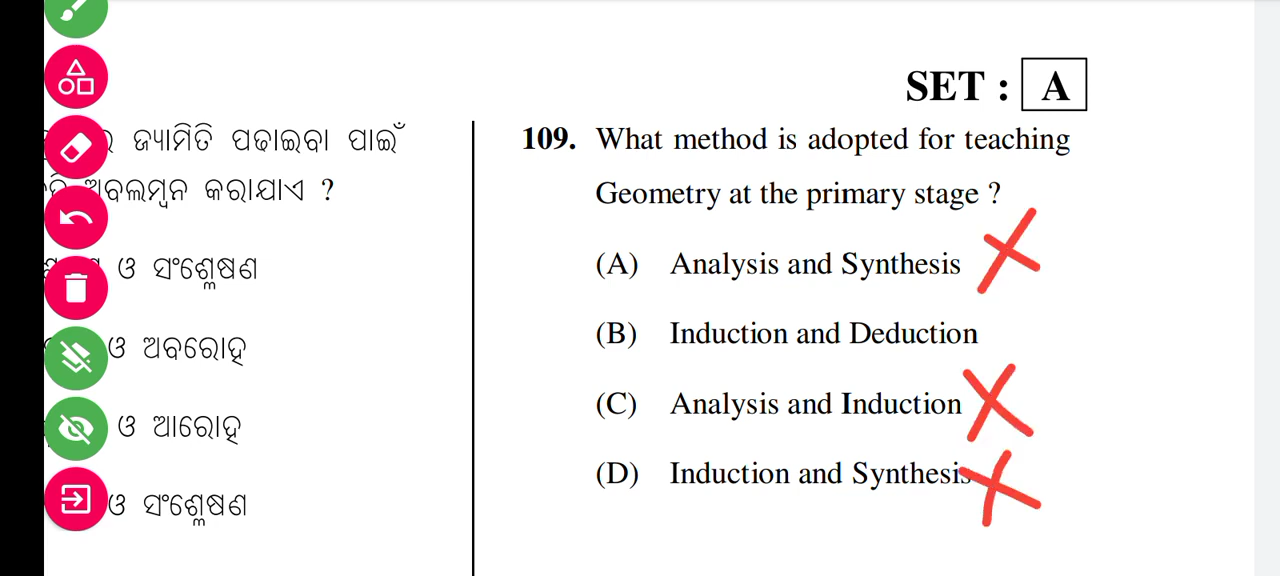 SET : A
ଜ୍ୟାମିତି ପଢାଇବା ପାଇଁ
ଅବଲମ୍ବନ କରାଯାଏ ?
ଓ ସଂଶ୍ଳେଷଣ
ଓ ଅବରୋହ
ଓ ଆରୋହ
ଓ ସଂଶ୍ଳେଷଣ
109. What method is adopted for teaching
Geometry at the primary stage ?
(A) Analysis and Synthesis
(B) Induction and Deduction
(C) Analysis and Induction
(D) Induction and Synthesis